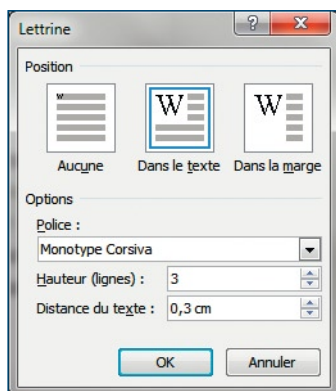 Lettrine
Position
W W W
Aucune Dans le texte Dans la marge
Options
Police :
Monotype Corsiva
Hauteur (lignes) : 3
Distance du texte : 0,3 cm
OK Annuler